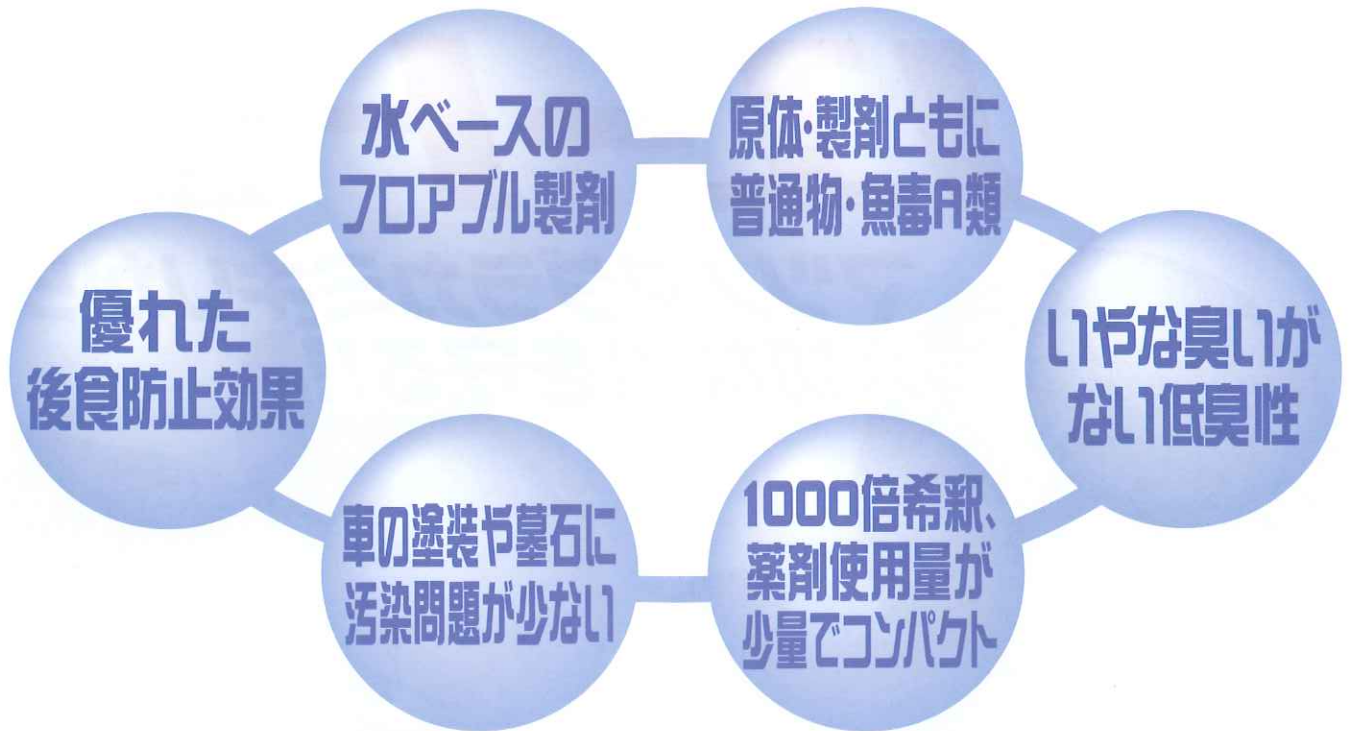 水ベースの
フロアブル製剤
原体・製剤ともに
普通物・魚毒A類
優れた
後食防止効果
いやな臭いが
ない低臭性
車の塗装や墓石に
汚染問題が少ない
1000倍希釈、
薬剤使用量が
少量でコンパクト